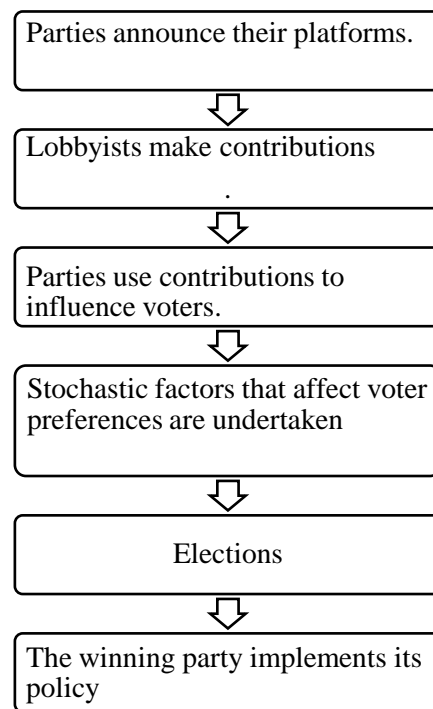 Parties announce their platforms.
Lobbyists make contributions
.
Parties use contributions to
influence voters.
Stochastic factors that affect voter
preferences are undertaken
Elections
The winning party implements its
policy